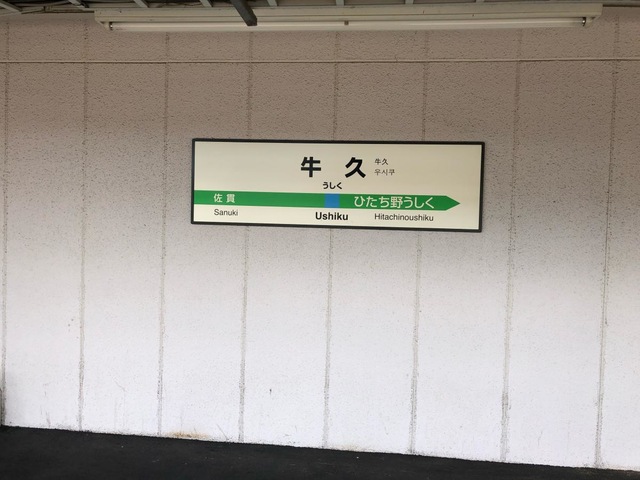 牛久
牛久
우시쿠
うしく
佐貫
ひたち野うしく
Sanuki
Ushiku
Hitachinoushiku